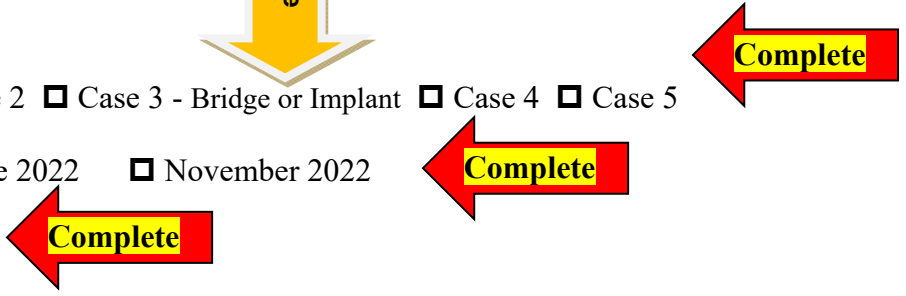 Complete
2 ☐ Case 3 - Bridge or Implant ☐ Case 4 ☐ Case 5
2022 ☐ November 2022 Complete
Complete